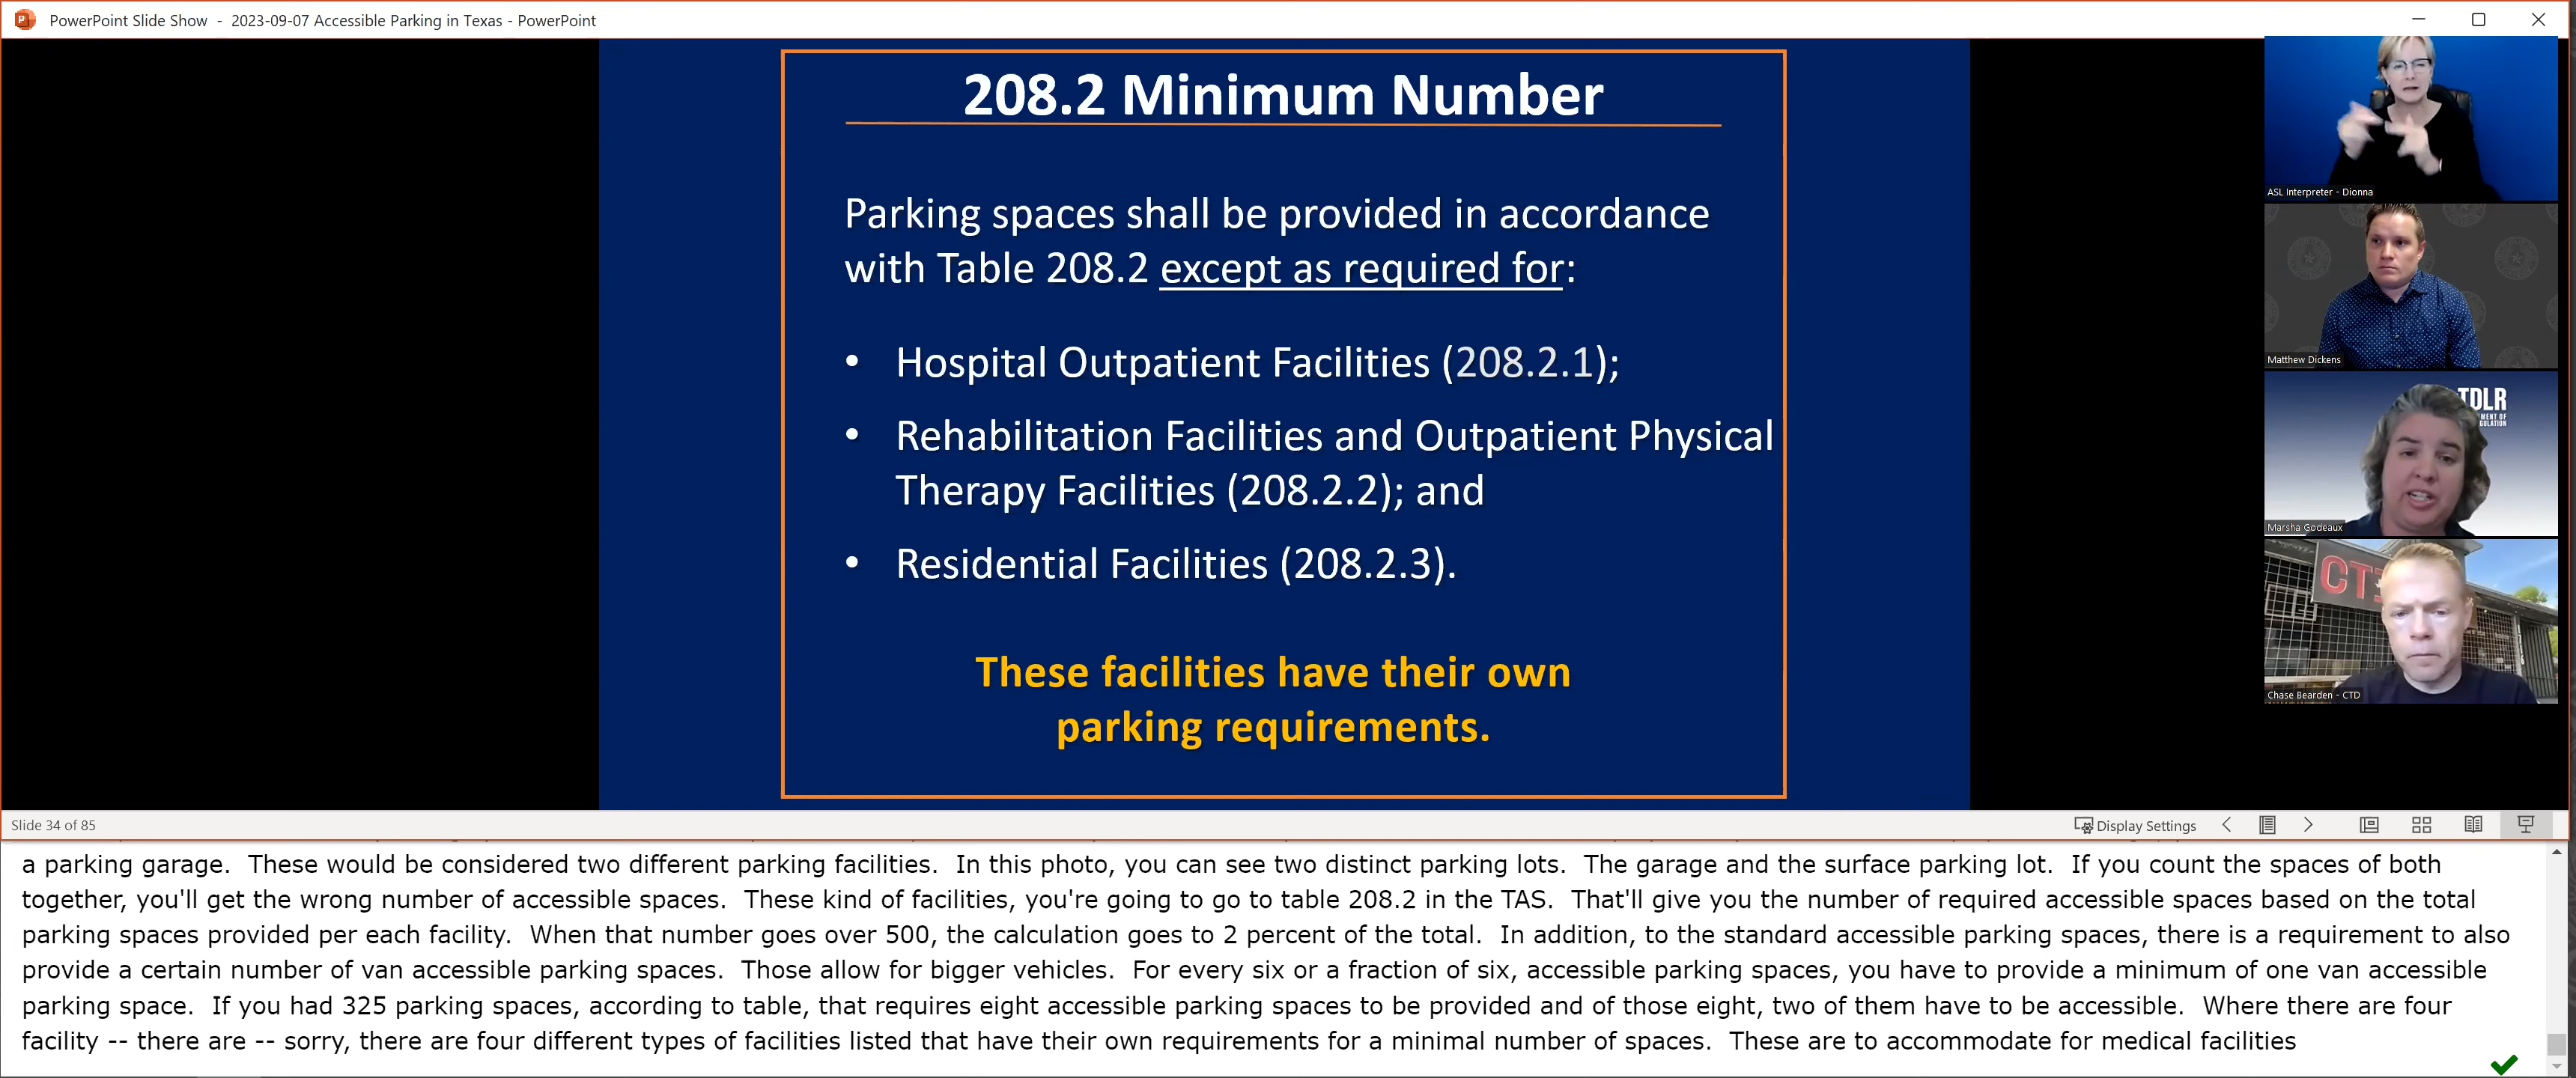 PowerPoint Slide Show - 2023-09-07 Accessible Parking in Texas - PowerPoint
208.2 Minimum Number
Parking spaces shall be provided in accordance
with Table 208.2 except as required for:
• Hospital Outpatient Facilities (208.2.1);
• Rehabilitation Facilities and Outpatient Physical
Therapy Facilities (208.2.2); and
• Residential Facilities (208.2.3).
These facilities have their own
parking requirements.
ASL Interpreter - Dionna
Matthew Dickens
TDLR
MENT OF
GULATION
Marsha Godeaux
Chase Bearden - CTD
Slide 34 of 85
Display Settings
a parking garage. These would be considered two different parking facilities. In this photo, you can see two distinct parking lots. The garage and the surface parking lot. If you count the spaces of both
together, you'll get the wrong number of accessible spaces. These kind of facilities, you're going to go to table 208.2 in the TAS. That'll give you the number of required accessible spaces based on the total
parking spaces provided per each facility. When that number goes over 500, the calculation goes to 2 percent of the total. In addition, to the standard accessible parking spaces, there is a requirement to also
provide a certain number of van accessible parking spaces. Those allow for bigger vehicles. For every six or a fraction of six, accessible parking spaces, you have to provide a minimum of one van accessible
parking space. If you had 325 parking spaces, according to table, that requires eight accessible parking spaces to be provided and of those eight, two of them have to be accessible. Where there are four
facility -- there are -- sorry, there are four different types of facilities listed that have their own requirements for a minimal number of spaces. These are to accommodate for medical facilities